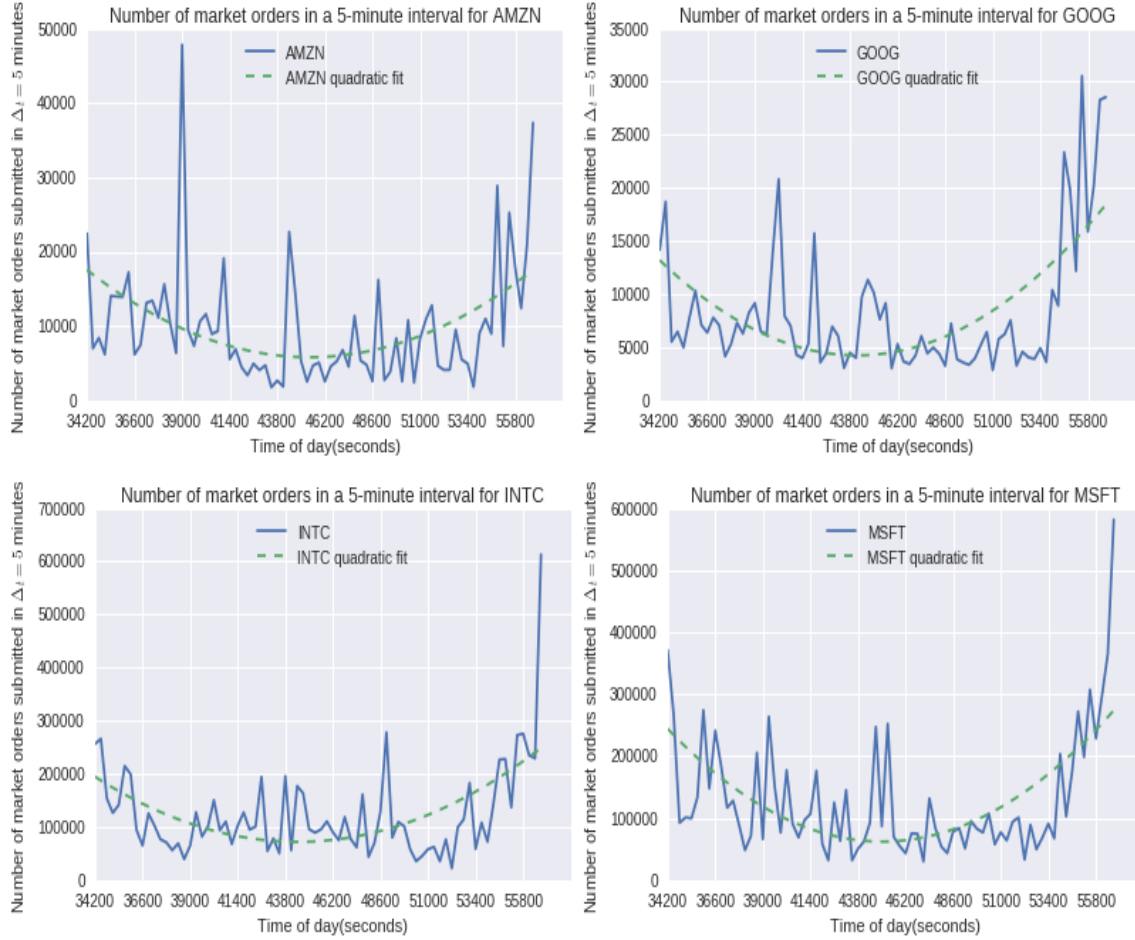 Number of market orders in a 5-minute interval for AMZN
Number of market orders submitted in Δt = 5 minutes
50000
40000
30000
20000
10000
0
AMZN
AMZN quadratic fit
34200 36600 39000 41400 43800 46200 48600 51000 53400 55800
Time of day(seconds)
Number of market orders in a 5-minute interval for GOOG
Number of market orders submitted in Δt = 5 minutes
35000
30000
25000
20000
15000
10000
5000
0
GOOG
GOOG quadratic fit
34200 36600 39000 41400 43800 46200 48600 51000 53400 55800
Time of day(seconds)
Number of market orders in a 5-minute interval for INTC
Number of market orders submitted in Δt = 5 minutes
700000
600000
500000
400000
300000
200000
100000
0
INTC
INTC quadratic fit
34200 36600 39000 41400 43800 46200 48600 51000 53400 55800
Time of day(seconds)
Number of market orders in a 5-minute interval for MSFT
Number of market orders submitted in Δt = 5 minutes
600000
500000
400000
300000
200000
100000
0
MSFT
MSFT quadratic fit
34200 36600 39000 41400 43800 46200 48600 51000 53400 55800
Time of day(seconds)